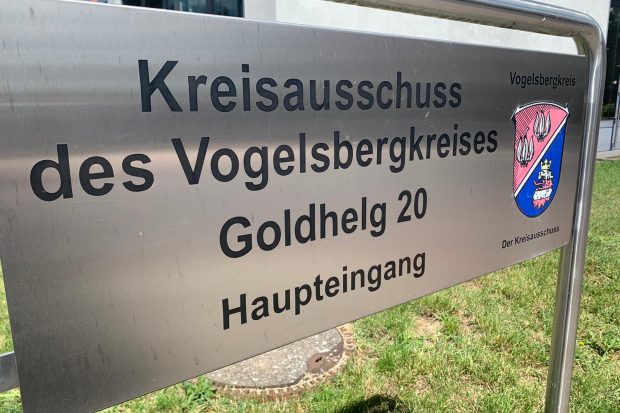 Kreisausschuss
des Vogelsbergkreises
Goldhelg 20
Haupteingang
Vogelsbergkreis
Der Kreisausschuss